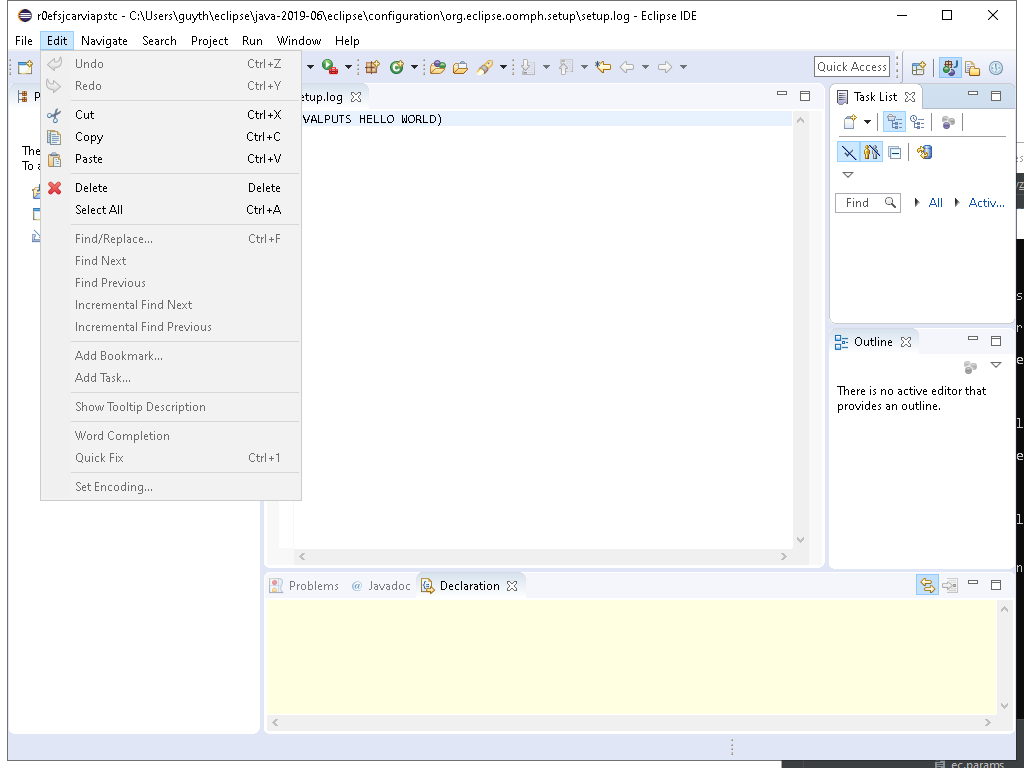 r0efsjcarviapstc - C:\Users\guyth\eclipse\java-2019-06\eclipse\configuration\org.eclipse.oomph.setup\setup.log - Eclipse IDE
File Edit Navigate Search Project Run Window Help
Quick Access
Undo Ctrl+Z
Redo Ctrl+Y
Cut Ctrl+X
Copy Ctrl+C
Paste Ctrl+V
Delete Delete
Select All Ctrl+A
Find/Replace... Ctrl+F
Find Next
Find Previous
Incremental Find Next
Incremental Find Previous
Add Bookmark...
Add Task...
Show Tooltip Description
Word Completion
Quick Fix Ctrl+1
Set Encoding...
P
The
To a
etup.log
VALPUTS HELLO WORLD)
Task List
Find All Activ...
Outline
There is no active editor that
provides an outline.
Problems @ Javadoc Declaration
ec.params